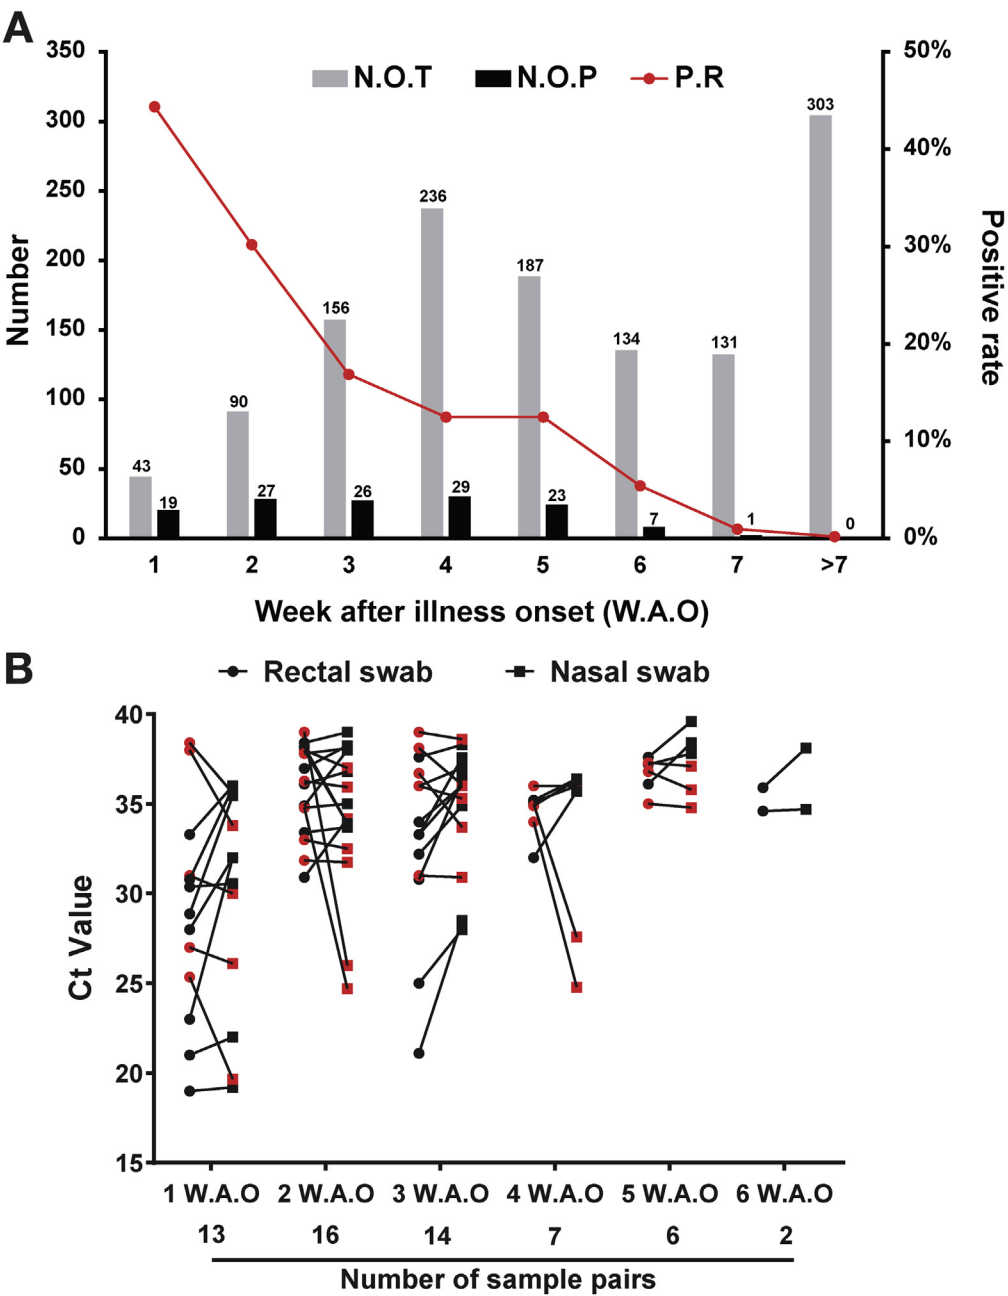 A
350
300
250
200
150
100
50
0
Number
N.O.T
N.O.P
P.R
50%
40%
30%
20%
10%
0%
Positive rate
43
19
90
27
156
26
236
29
187
23
134
7
131
1
303
0
1 2 3 4 5 6 7 >7
Week after illness onset (W.A.O)
B
Rectal swab
Nasal swab
40
35
30
25
20
15
Ct Value
1 W.A.O 2 W.A.O 3 W.A.O 4 W.A.O 5 W.A.O 6 W.A.O
13 16 14 7 6 2
Number of sample pairs